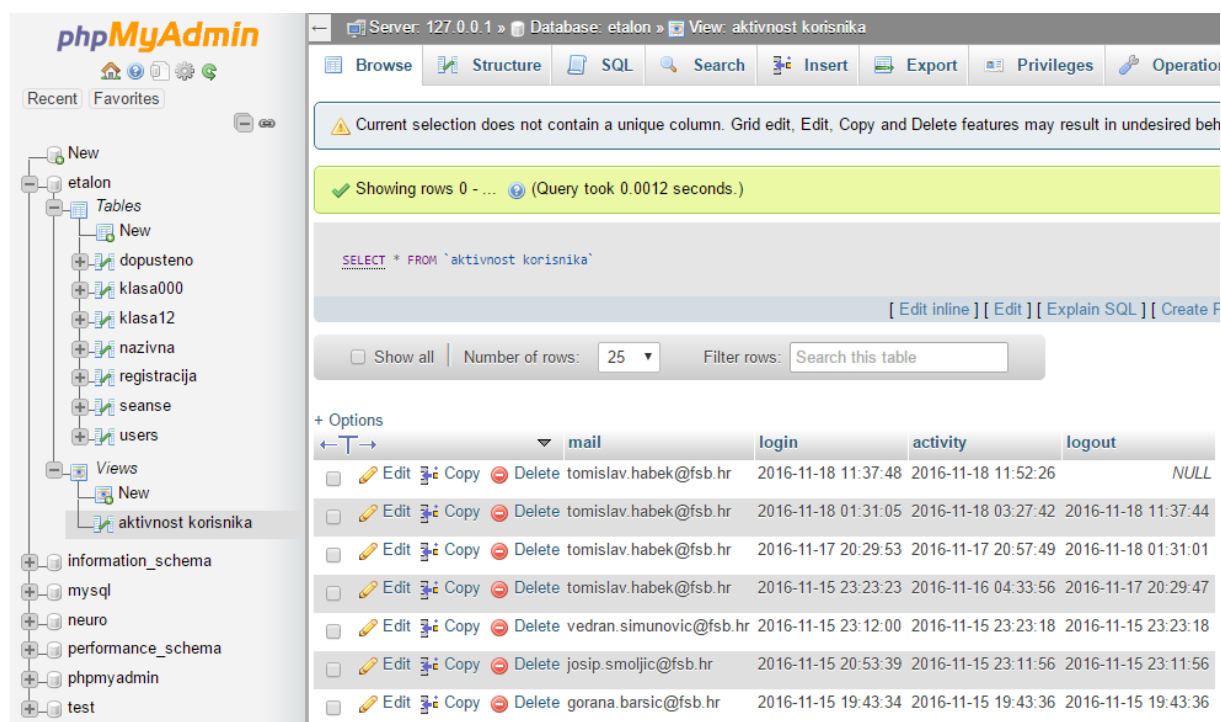 phpMyAdmin
Recent Favorites
New
etalon
Tables
New
dopusteno
klasa000
klasa12
nazivna
registracija
seanse
users
Views
New
aktivnost korisnika
information_schema
mysql
neuro
performance_schema
phpmyadmin
test
Server: 127.0.0.1 » Database: etalon » View: aktivnost korisnika
Browse Structure SQL Search Insert Export Privileges Operatio
Current selection does not contain a unique column. Grid edit, Edit, Copy and Delete features may result in undesired beh
Showing rows 0 - ... (Query took 0.0012 seconds.)
SELECT * FROM `aktivnost korisnika`
[ Edit inline ] [ Edit ] [ Explain SQL ] [ Create P
Show all Number of rows: 25 Filter rows: Search this table
+ Options
←T→ mail login activity logout
Edit Copy Delete tomislav.habek@fsb.hr 2016-11-18 11:37:48 2016-11-18 11:52:26 NULL
Edit Copy Delete tomislav.habek@fsb.hr 2016-11-18 01:31:05 2016-11-18 03:27:42 2016-11-18 11:37:44
Edit Copy Delete tomislav.habek@fsb.hr 2016-11-17 20:29:53 2016-11-17 20:57:49 2016-11-18 01:31:01
Edit Copy Delete tomislav.habek@fsb.hr 2016-11-15 23:23:23 2016-11-16 04:33:56 2016-11-17 20:29:47
Edit Copy Delete vedran.simunovic@fsb.hr 2016-11-15 23:12:00 2016-11-15 23:23:18 2016-11-15 23:23:18
Edit Copy Delete josip.smoljic@fsb.hr 2016-11-15 20:53:39 2016-11-15 23:11:56 2016-11-15 23:11:56
Edit Copy Delete gorana.barsic@fsb.hr 2016-11-15 19:43:34 2016-11-15 19:43:36 2016-11-15 19:43:36